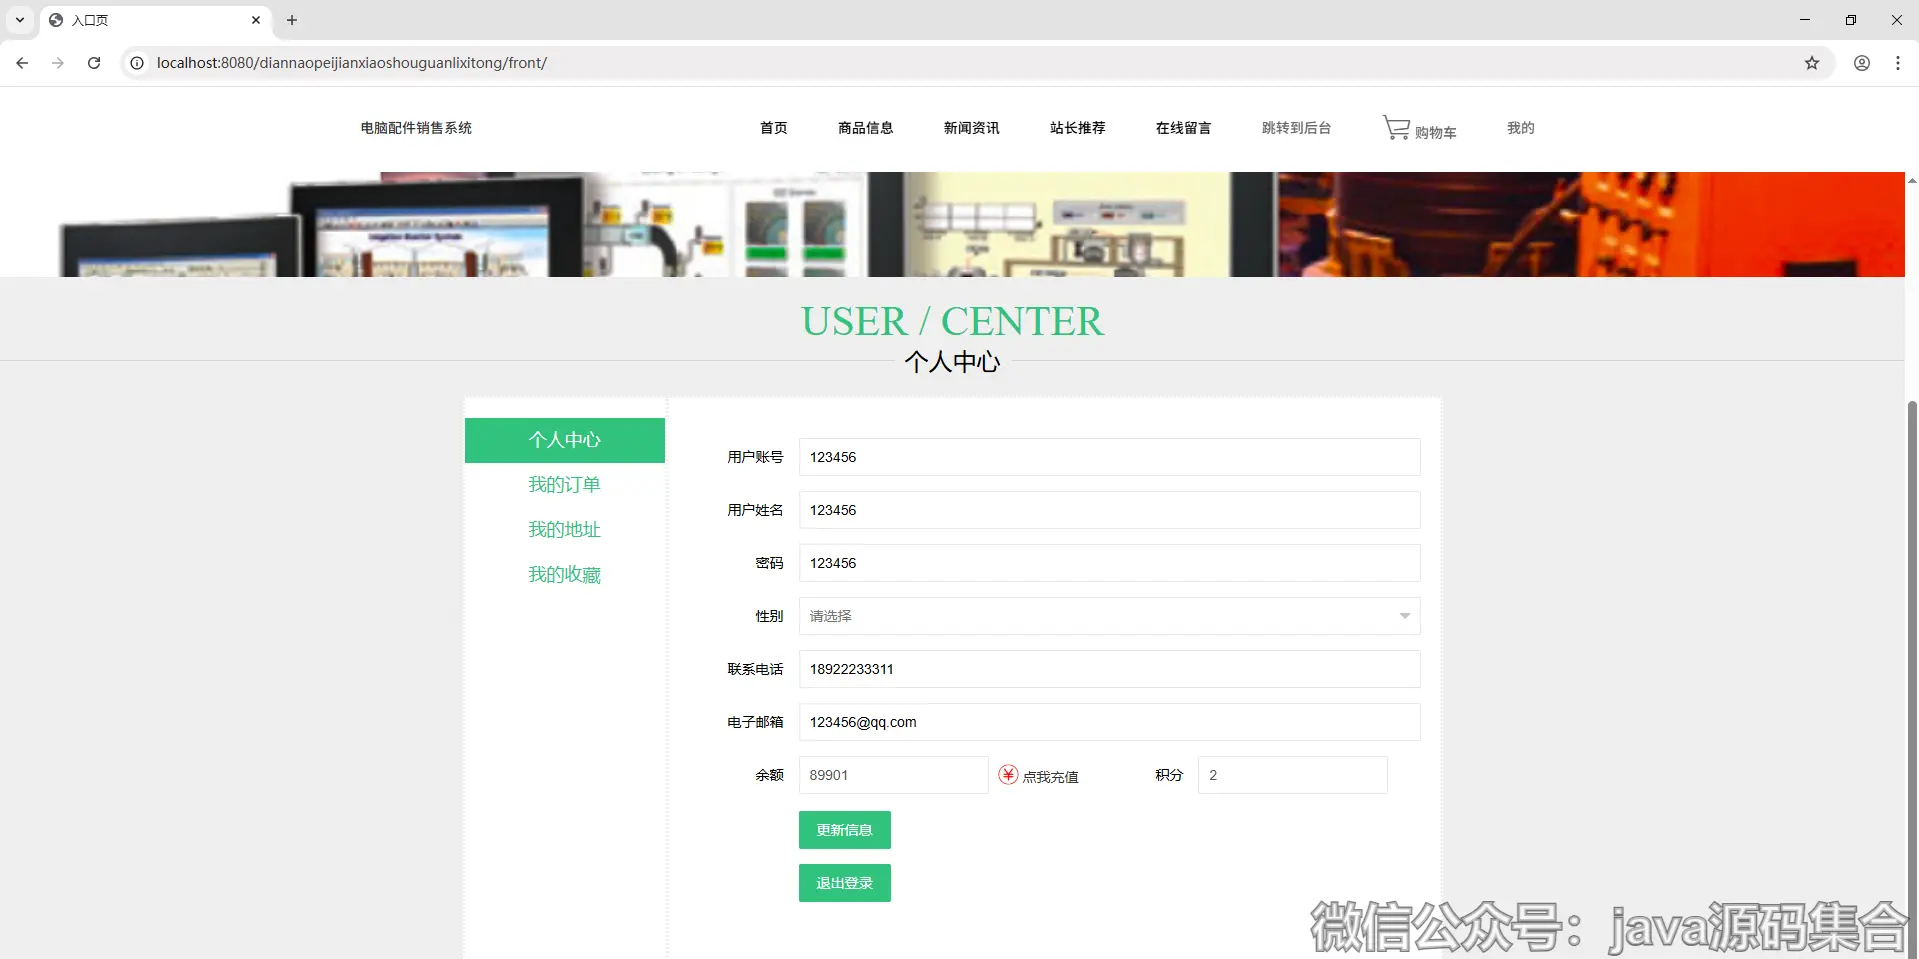 入口页
localhost:8080/diannaopeijianxiaoshouguanlixitong/front/
电脑配件销售系统
首页
商品信息
新闻资讯
站长推荐
在线留言
跳转到后台
购物车
我的
USER / CENTER
个人中心
个人中心
我的订单
我的地址
我的收藏
用户账号 123456
用户姓名 123456
密码 123456
性别 请选择
联系电话 18922233311
电子邮箱 123456@qq.com
余额 89901 点我充值 积分 2
更新信息
退出登录
微信公众号：java源码集合